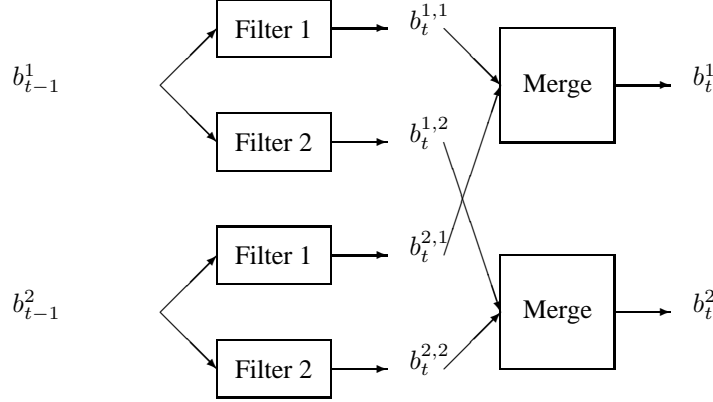 Filter 1 b_t^{1,1}
b_{t-1}^1 Merge b_t^1
Filter 2 b_t^{1,2}
Filter 1 b_t^{2,1}
b_{t-1}^2 Merge b_t^2
Filter 2 b_t^{2,2}